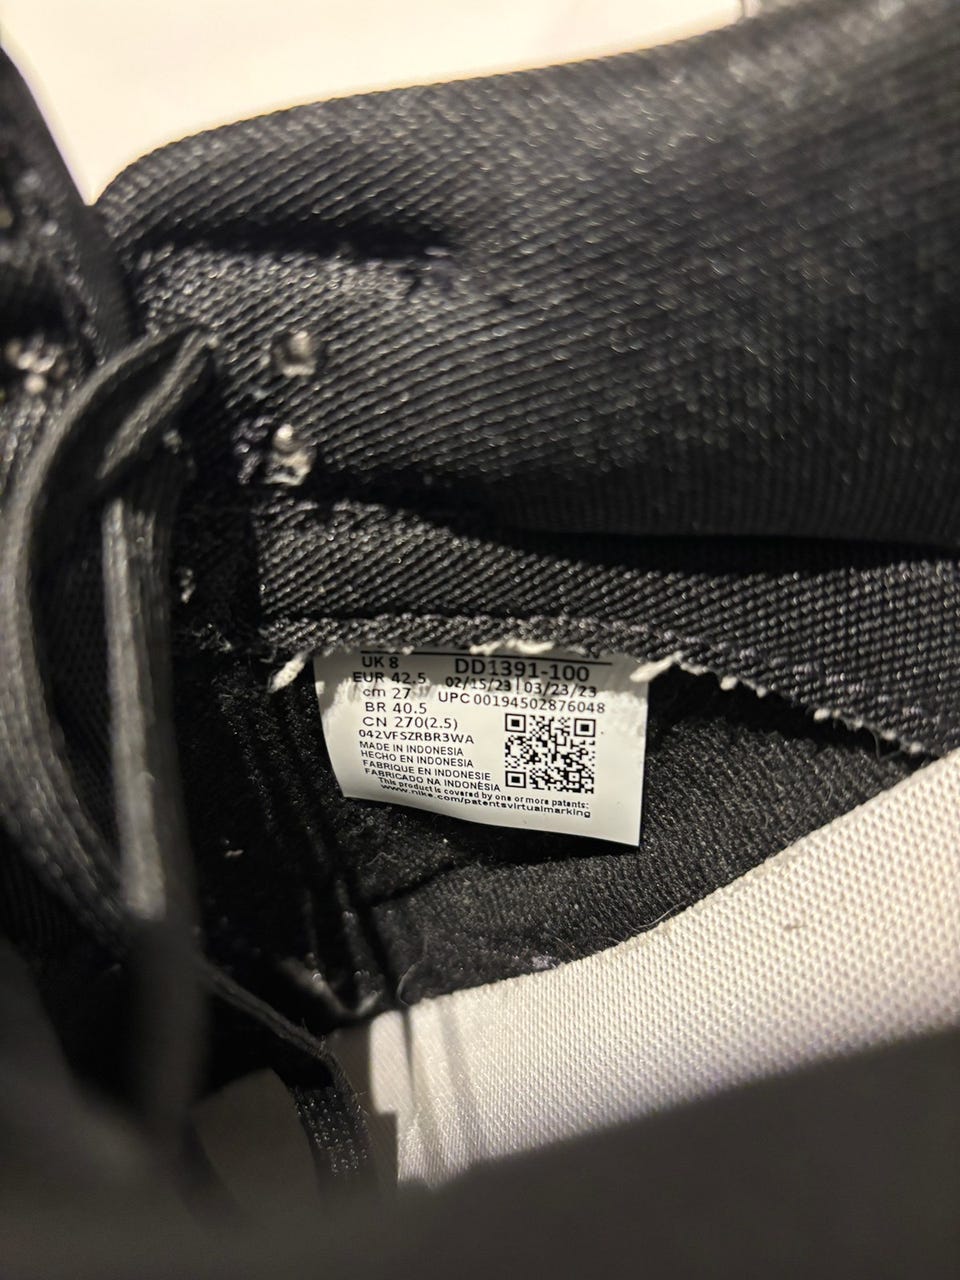 UK 8 DD1391-100
EUR 42.5 02/15/23 | 03/23/23
cm 27 UPC 00194502876048
BR 40.5
CN 270(2.5)
042VFSZRBR3WA
MADE IN INDONESIA
HECHO EN INDONESIA
FABRIQUE EN INDONESIE
FABRICADO NA INDONÈSIA
This product is covered by one or more patents:
www.nike.com/patentsvirtualmarking